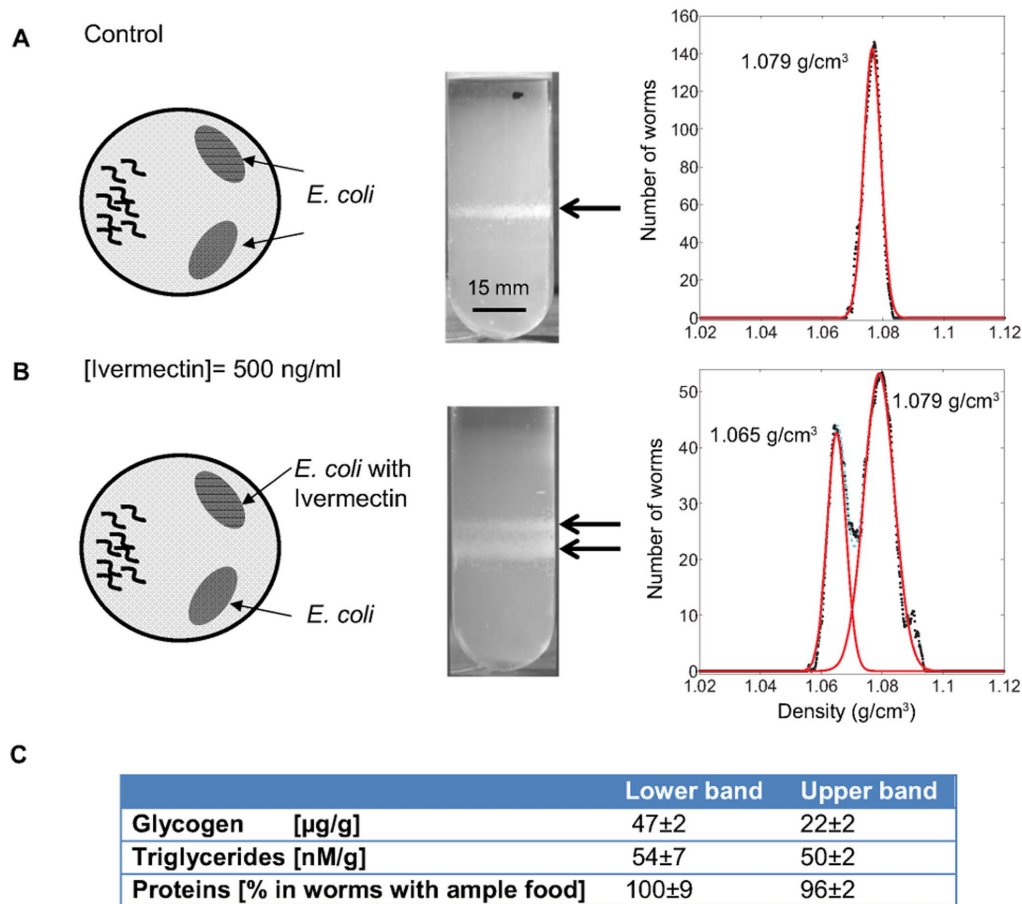 A
Control
E. coli
15 mm
Number of worms
160
140
120
100
80
60
40
20
0
1.079 g/cm³
1.02 1.04 1.06 1.08 1.1 1.12
B
[Ivermectin]= 500 ng/ml
E. coli with
Ivermectin
E. coli
Number of worms
50
40
30
20
10
0
1.065 g/cm³
1.079 g/cm³
1.02 1.04 1.06 1.08 1.1 1.12
Density (g/cm³)
C
Lower band Upper band
Glycogen [µg/g] 47±2 22±2
Triglycerides [nM/g] 54±7 50±2
Proteins [% in worms with ample food] 100±9 96±2